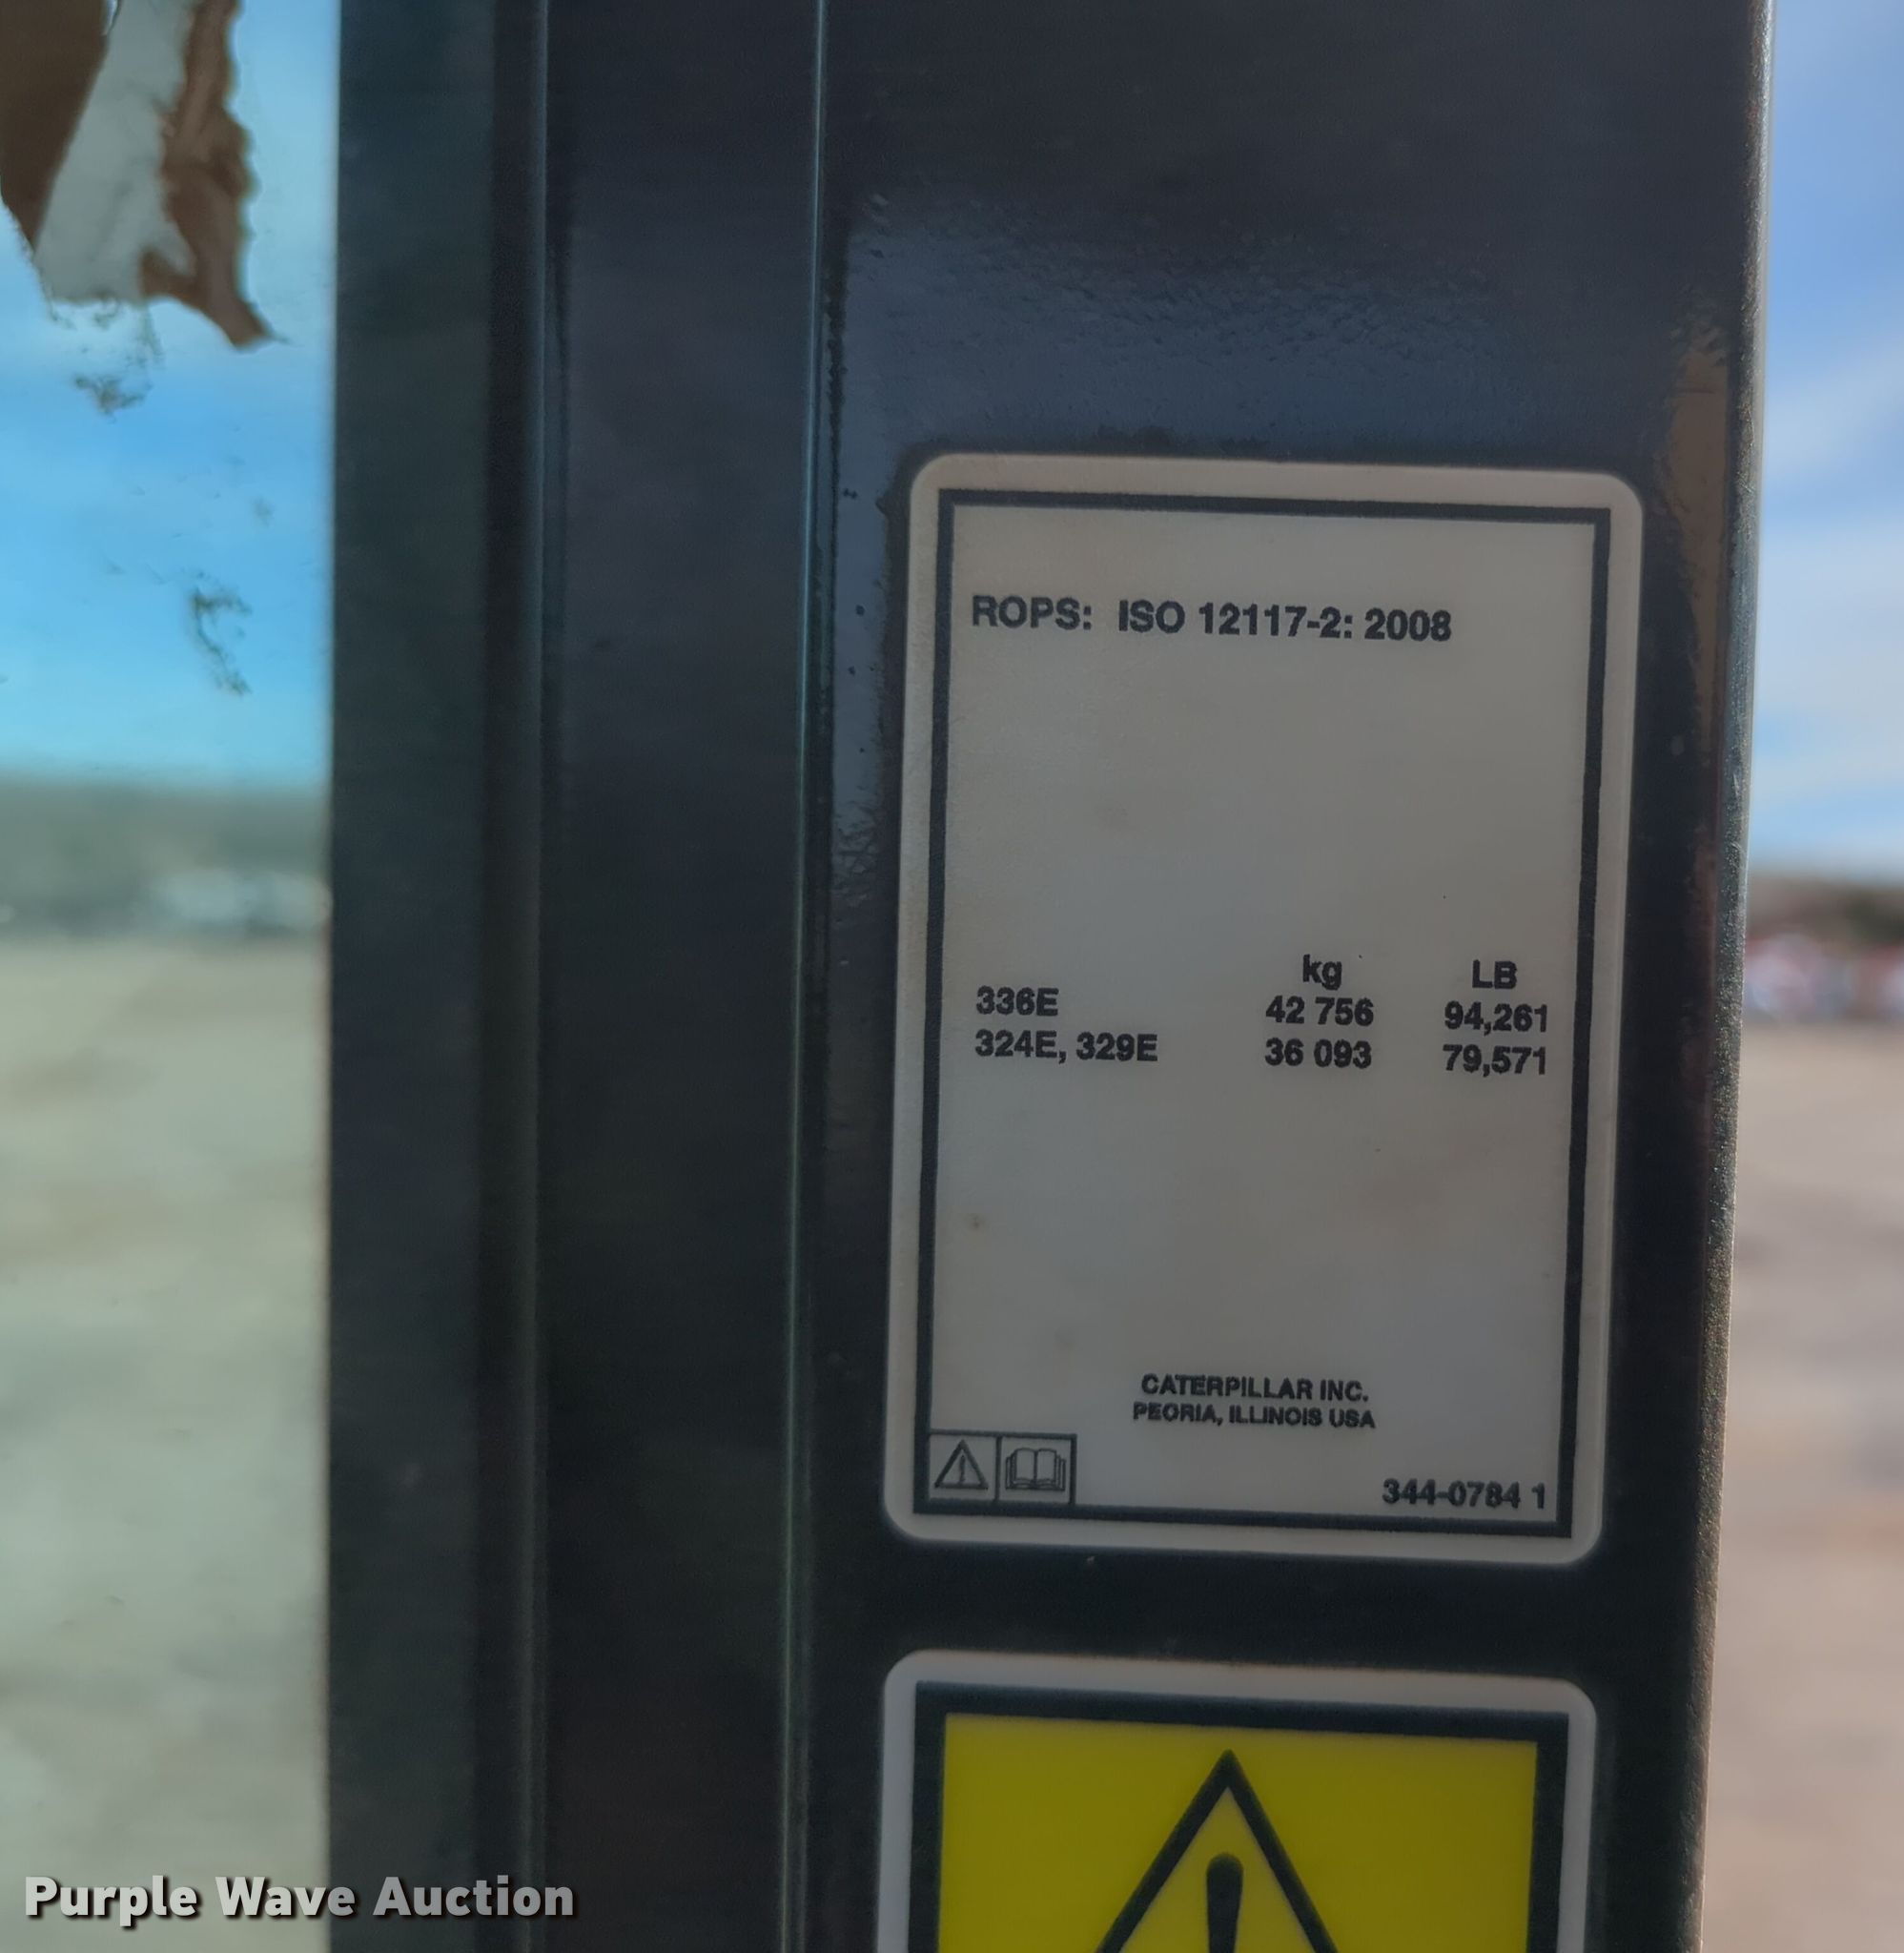 ROPS: ISO 12117-2: 2008
kg LB
336E 42 756 94,261
324E, 329E 36 093 79,571
CATERPILLAR INC.
PEORIA, ILLINOIS USA
344-0784 1
Purple Wave Auction